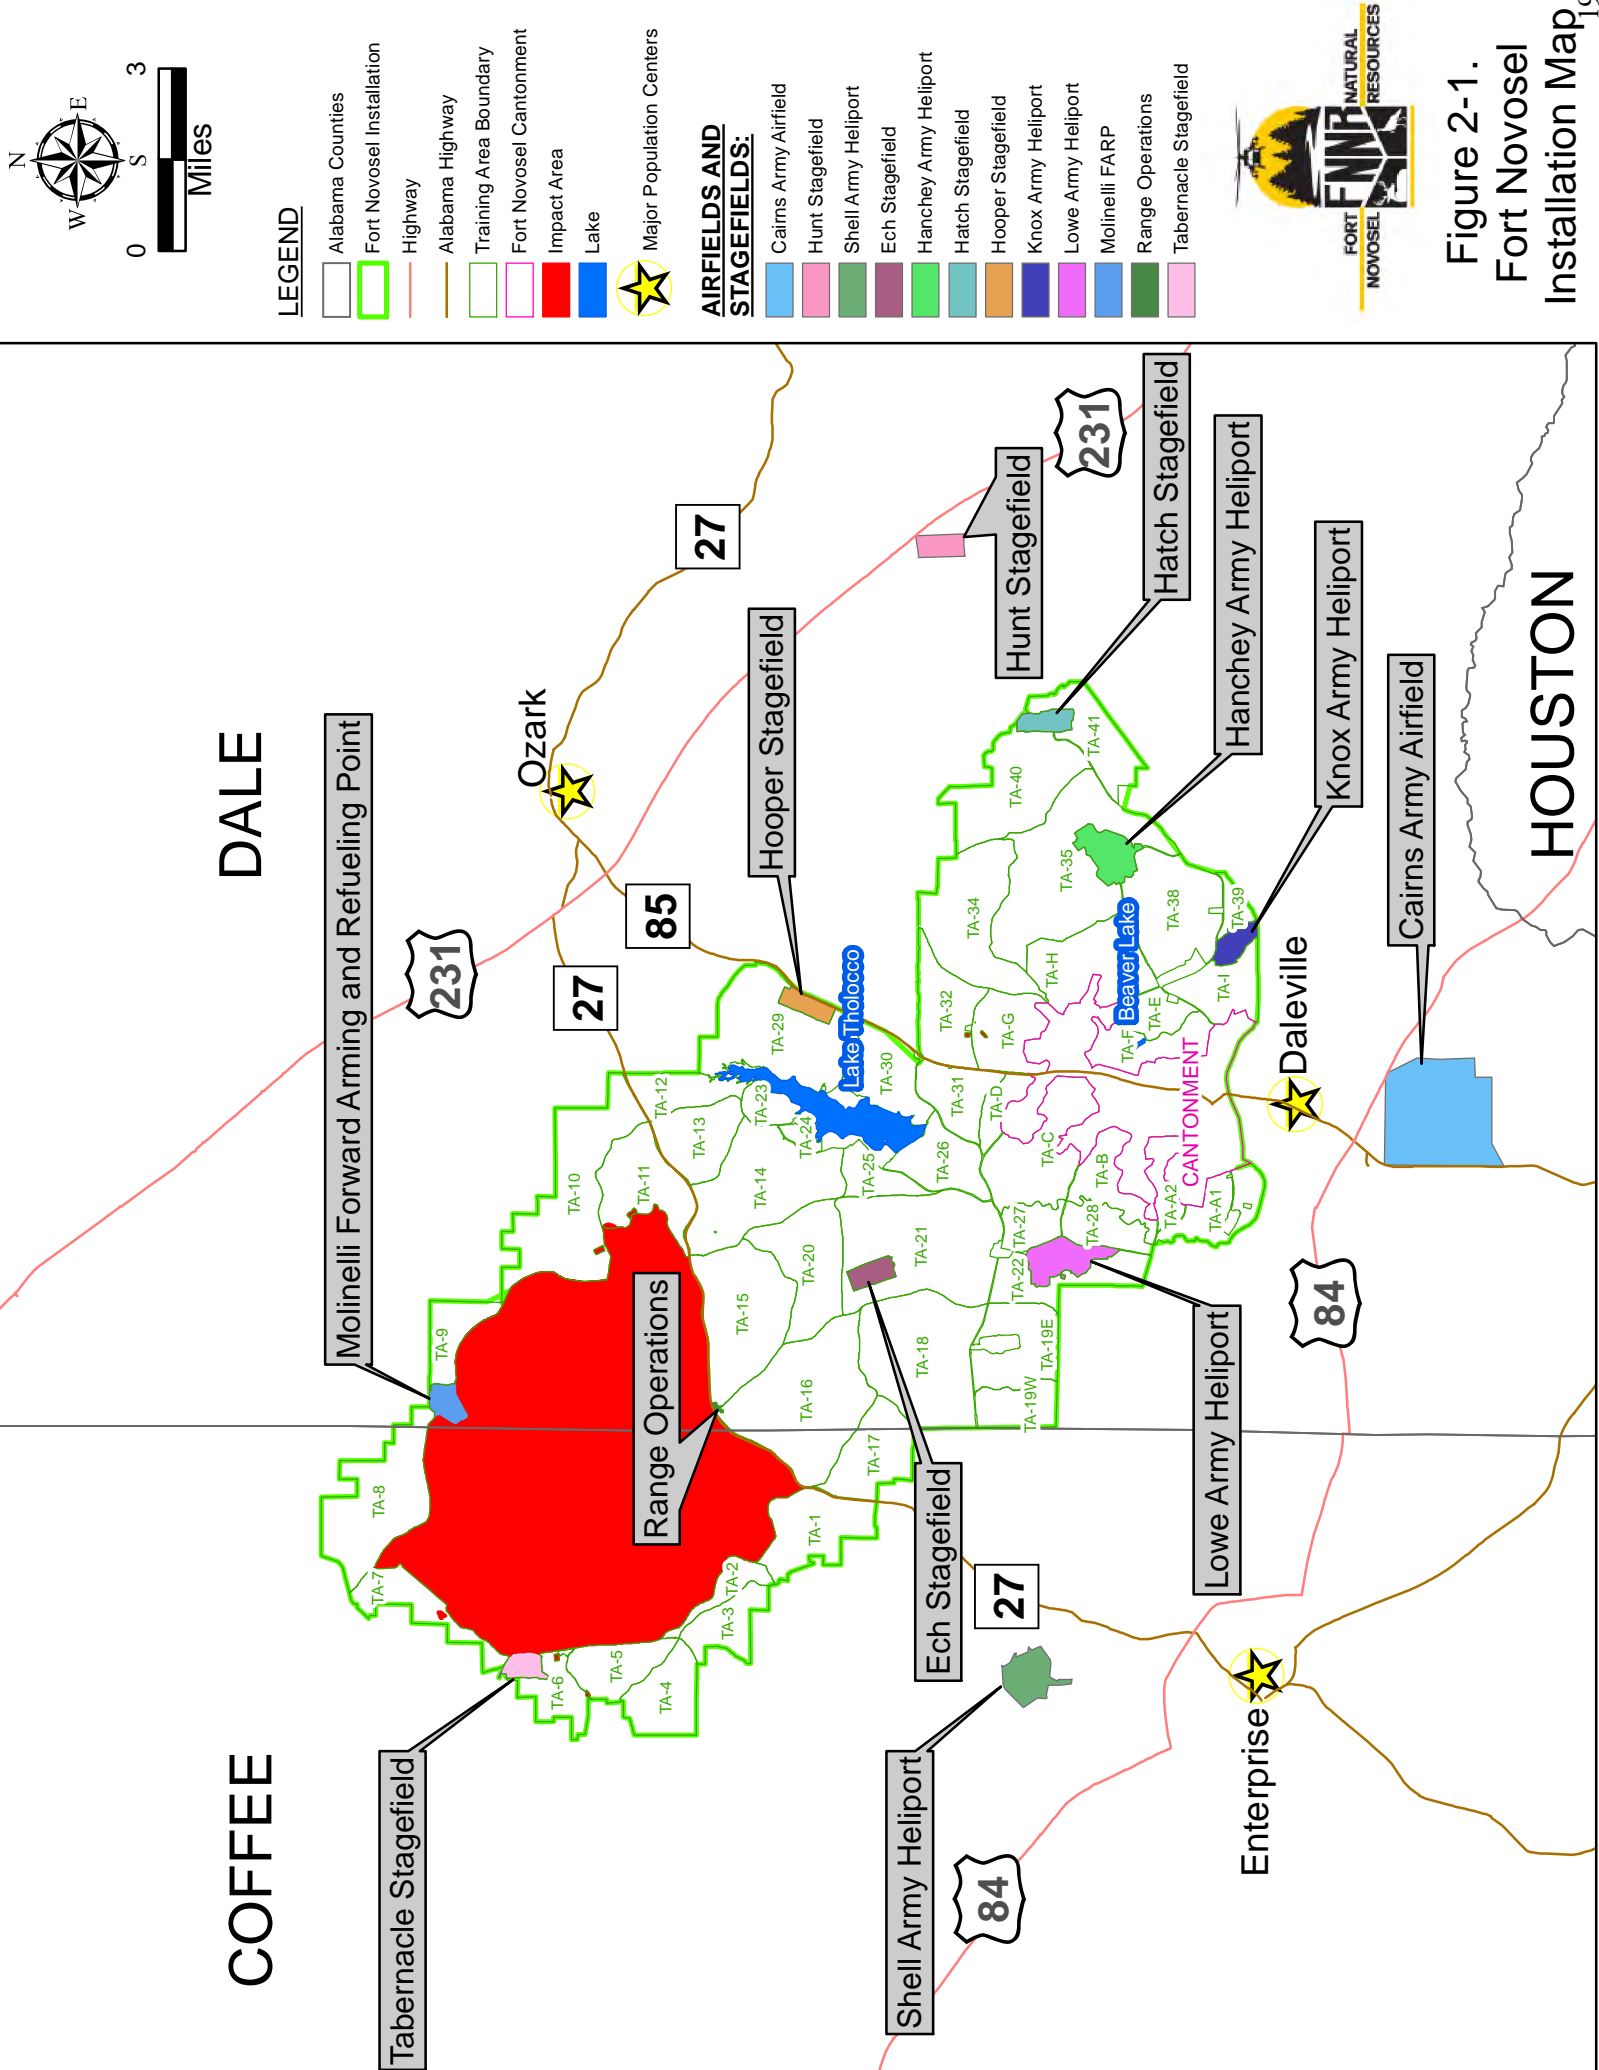 N
W
E
S
0
3
Miles
LEGEND
Alabama Counties
Fort Novosel Installation
Highway
Alabama Highway
Training Area Boundary
Fort Novosel Cantonment
Impact Area
Lake
Major Population Centers
AIRFIELDS AND
STAGEFIELDS:
Cairns Army Airfield
Hunt Stagefield
Shell Army Heliport
Ech Stagefield
Hanchey Army Heliport
Hatch Stagefield
Hooper Stagefield
Knox Army Heliport
Lowe Army Heliport
Molinelli FARP
Range Operations
Tabernacle Stagefield
FORT
NOVOSEL
FNNR
NATURAL
RESOURCES
Figure 2-1.
Fort Novosel
Installation Map
19
COFFEE
DALE
HOUSTON
Molinelli Forward Arming and Refueling Point
Tabernacle Stagefield
Range Operations
Hooper Stagefield
Hunt Stagefield
Hatch Stagefield
Hanchey Army Heliport
Knox Army Heliport
Cairns Army Airfield
Lowe Army Heliport
Ech Stagefield
Shell Army Heliport
Ozark
Daleville
Enterprise
231
231
27
27
27
85
84
84
Lake Tholocco
Beaver Lake
CANTONMENT
TA-1
TA-2
TA-3
TA-4
TA-5
TA-6
TA-7
TA-8
TA-9
TA-10
TA-11
TA-12
TA-13
TA-14
TA-15
TA-16
TA-17
TA-18
TA-19W
TA-19E
TA-20
TA-21
TA-22
TA-23
TA-24
TA-25
TA-26
TA-27
TA-28
TA-29
TA-30
TA-31
TA-32
TA-34
TA-35
TA-38
TA-39
TA-40
TA-41
TA-A1
TA-A2
TA-B
TA-C
TA-D
TA-E
TA-F
TA-G
TA-H
TA-I